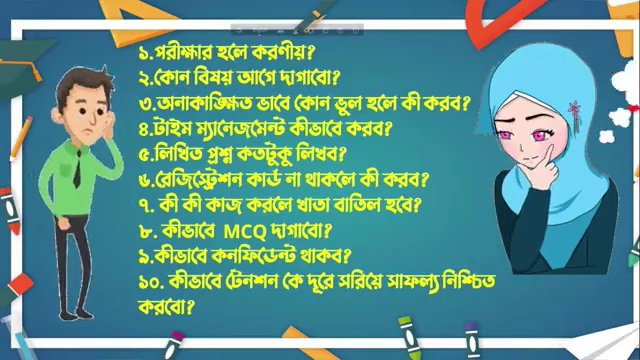 ১.পরীক্ষার হলে করণীয়?
২.কোন বিষয় আগে দাগাবো?
৩.অনাকাঙ্ক্ষিত ভাবে কোন ভুল হলে কী করব?
৪.টাইম ম্যানেজমেন্ট কীভাবে করব?
৫.লিখিত প্রশ্ন কতটুকু লিখব?
৬.রেজিস্ট্রেশন কার্ড না থাকলে কী করব?
৭. কী কী কাজ করলে খাতা বাতিল হবে?
৮. কীভাবে MCQ দাগাবো?
৯.কীভাবে কনফিডেন্ট থাকব?
১০. কীভাবে টেনশন কে দূরে সরিয়ে সাফল্য নিশ্চিত
করবো?